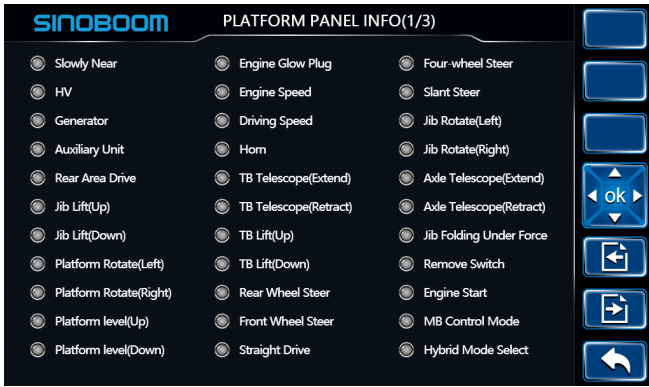 SINOBOOM
PLATFORM PANEL INFO(1/3)
Slowly Near
Engine Glow Plug
Four-wheel Steer
HV
Engine Speed
Slant Steer
Generator
Driving Speed
Jib Rotate(Left)
Auxiliary Unit
Horn
Jib Rotate(Right)
Rear Area Drive
TB Telescope(Extend)
Axle Telescope(Extend)
Jib Lift(Up)
TB Telescope(Retract)
Axle Telescope(Retract)
Jib Lift(Down)
TB Lift(Up)
Jib Folding Under Force
Platform Rotate(Left)
TB Lift(Down)
Remove Switch
Platform Rotate(Right)
Rear Wheel Steer
Engine Start
Platform level(Up)
Front Wheel Steer
MB Control Mode
Platform level(Down)
Straight Drive
Hybrid Mode Select
ok